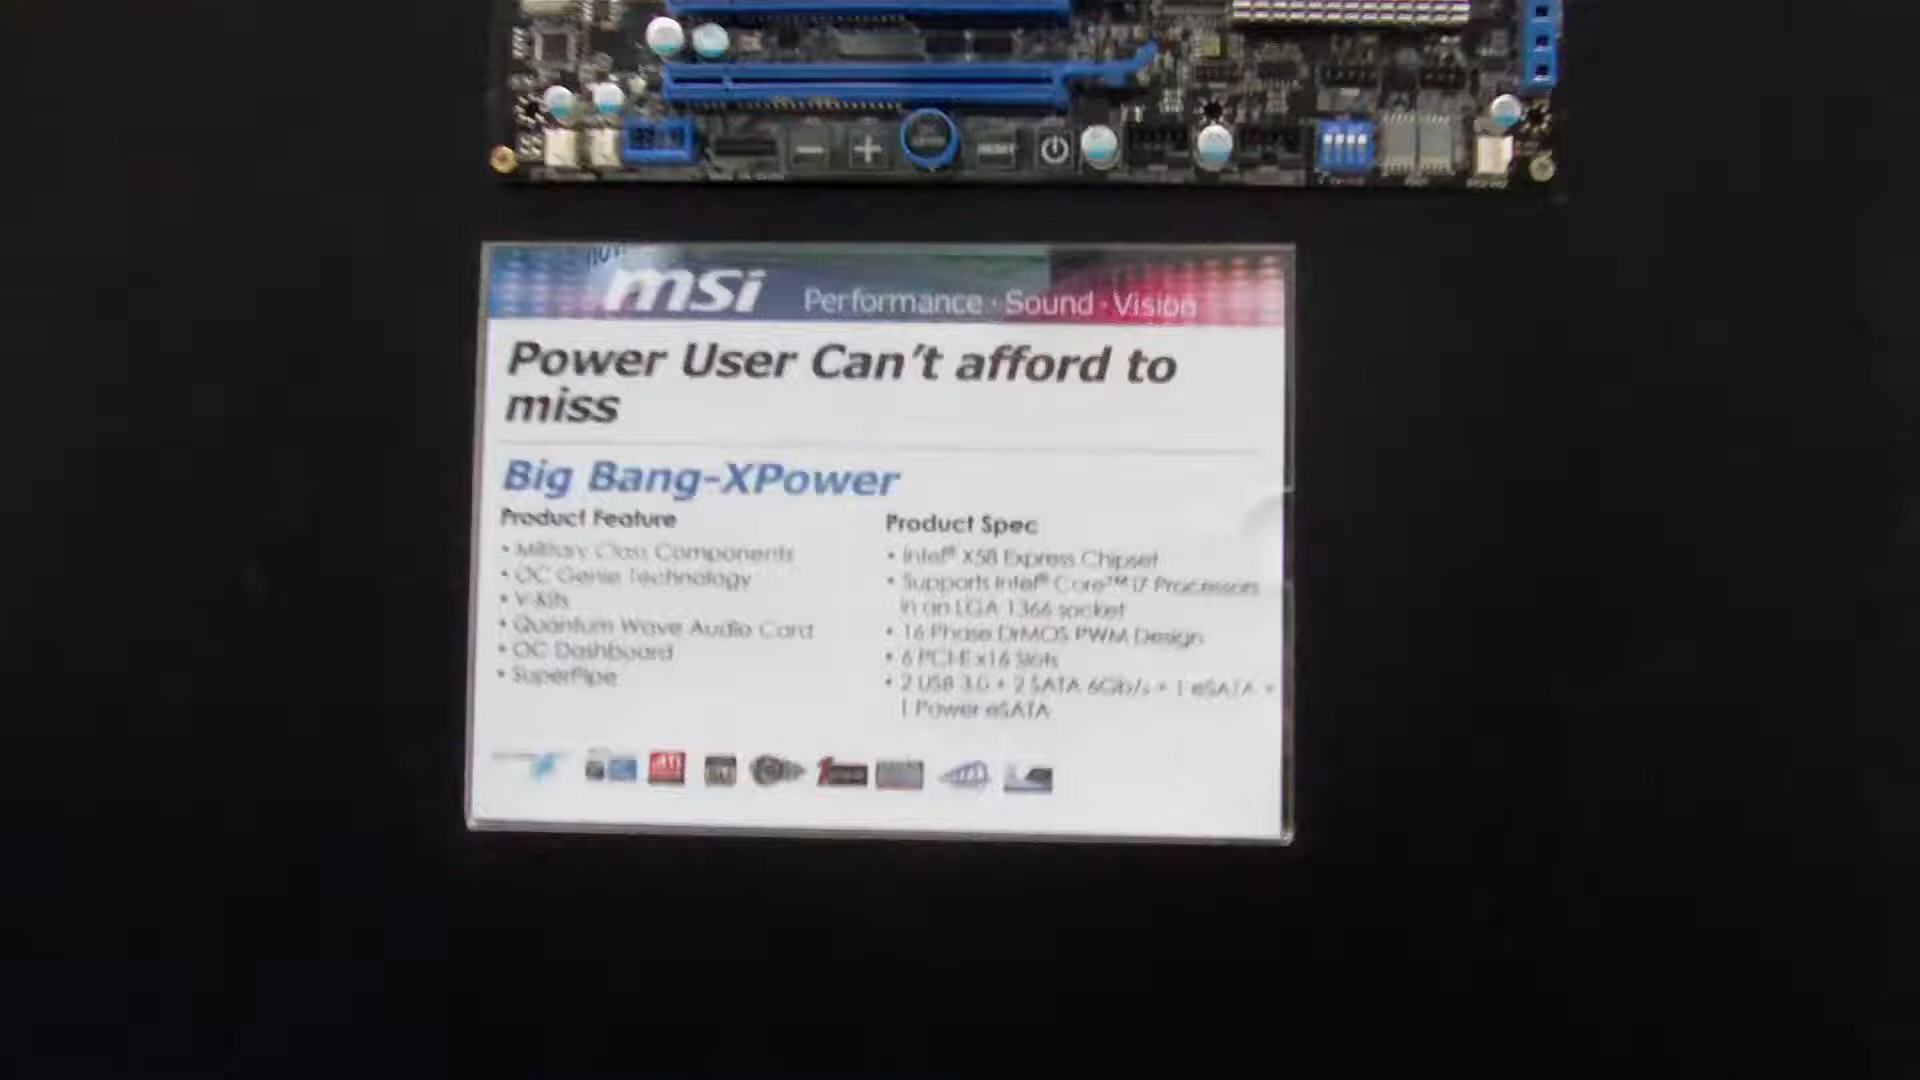 RESET
msi Performance · Sound · Vision
Power User Can't afford to
miss
Big Bang-XPower
Product Feature
• Military Class Components
• OC Genie Technology
• V-Kits
• Quantum Wave Audio Card
• OC Dashboard
• SuperPipe
Product Spec
• Intel® X58 Express Chipset
• Supports Intel® Core™ i7 Processors
in an LGA 1366 socket
• 16 Phase DrMOS PWM Design
• 6 PCI-E x16 Slots
• 2 USB 3.0 + 2 SATA 6Gb/s + 1 eSATA +
1 Power eSATA
ATI